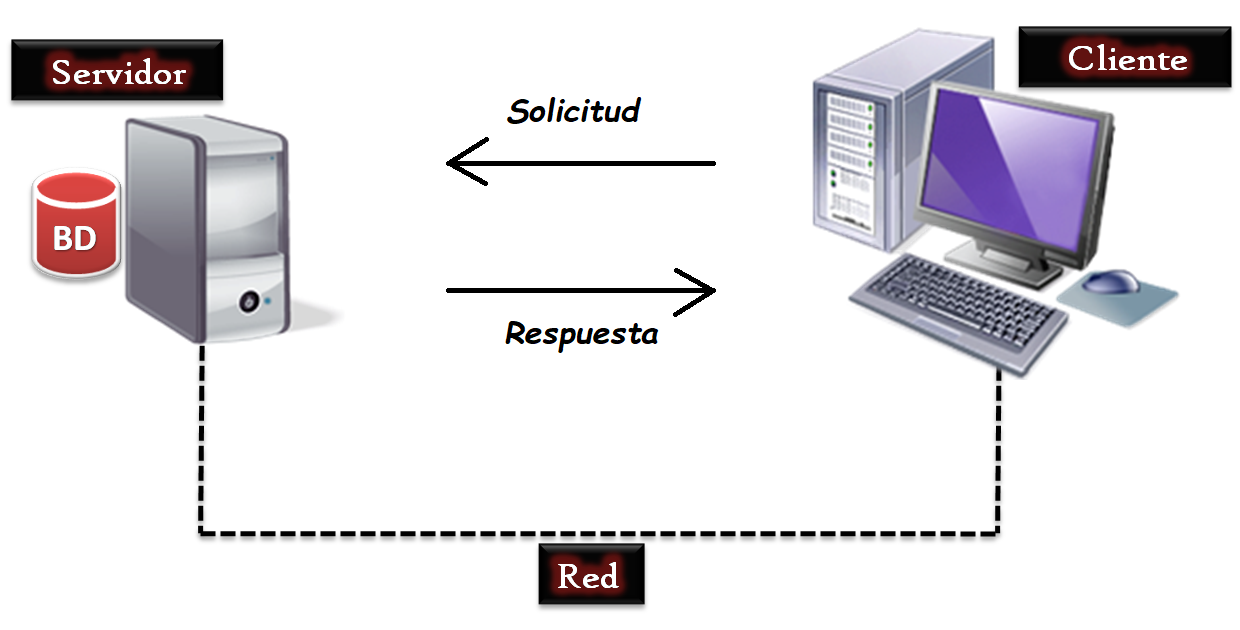 Servidor
Cliente
Solicitud
BD
Respuesta
Red